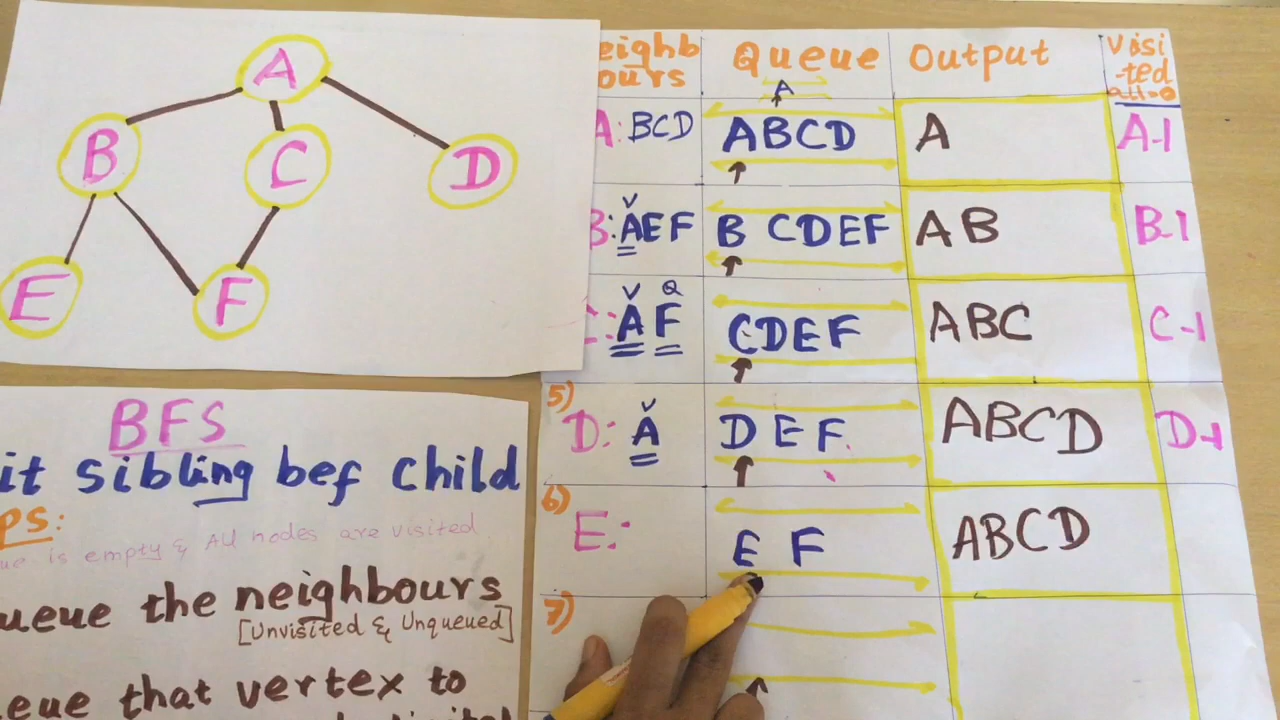 A
B
C
D
E
F
BFS
it sibling bef child
ps:
ue is empty & All nodes are visited
ueue the neighbours
[Unvisited & Unqueued]
eue that vertex to
eighb
ours
Queue
Output
Visi
-ted
all=0
A
A: BCD
ABCD
A
A-1
V
B: AEF
B CDEF
AB
B-1
V Q
C: A F
CDEF
ABC
C-1
5)
V
D: A
D E F
ABCD
D-1
6)
E:
E F
ABCD
7)